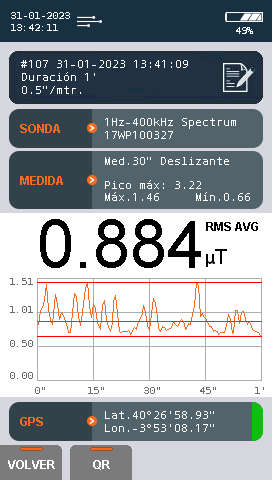 31-01-2023
13:42:11
49%
#107 31-01-2023 13:41:09
Duración 1'
0.5"/mtr.
SONDA
1Hz-400kHz Spectrum
17WP100327
MEDIDA
Med.30" Deslizante
Pico máx: 3.22
Máx.1.46 Mín.0.66
0.884 RMS AVG
µT
1.51
1.01
0.50
0.00
0" 15" 30" 45" 1'
GPS
Lat.40°26'58.93"
Lon.-3°53'08.17"
VOLVER QR